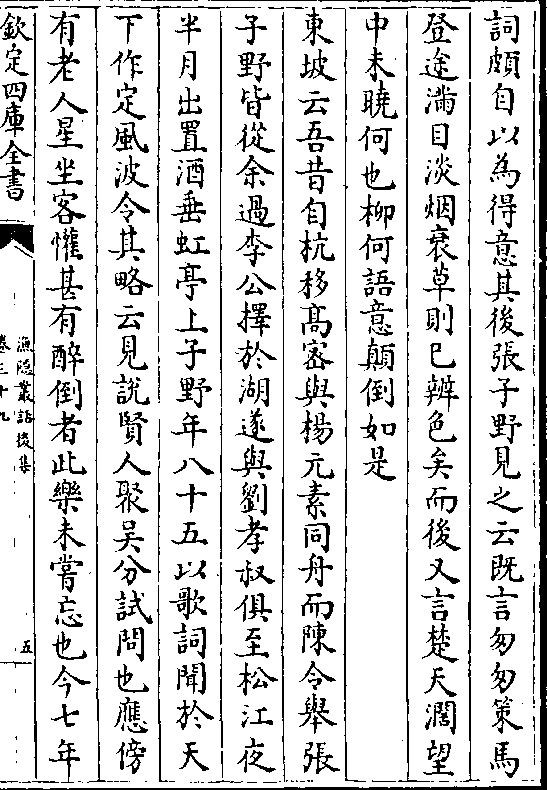 詞頗自以為得意其後張子野見之云既言匆匆策馬
登途滿目淡烟衰草則已辨色矣而後又言楚天濶望
中未曉何也柳何語意顛倒如是
東坡云吾昔自杭移髙宻與楊元素同舟而陳令舉張
子野皆從余過李公擇於湖遂與劉孝叔俱至松江夜
半月出置酒垂虹亭上子野年八十五以歌詞聞於天
下作定風波令其略云見說賢人聚吳分試問也應傍
有老人星坐客懽甚有醉倒者此樂未嘗忘也今七年
欽定四庫全書
漁隱叢話後集
卷三十九
五